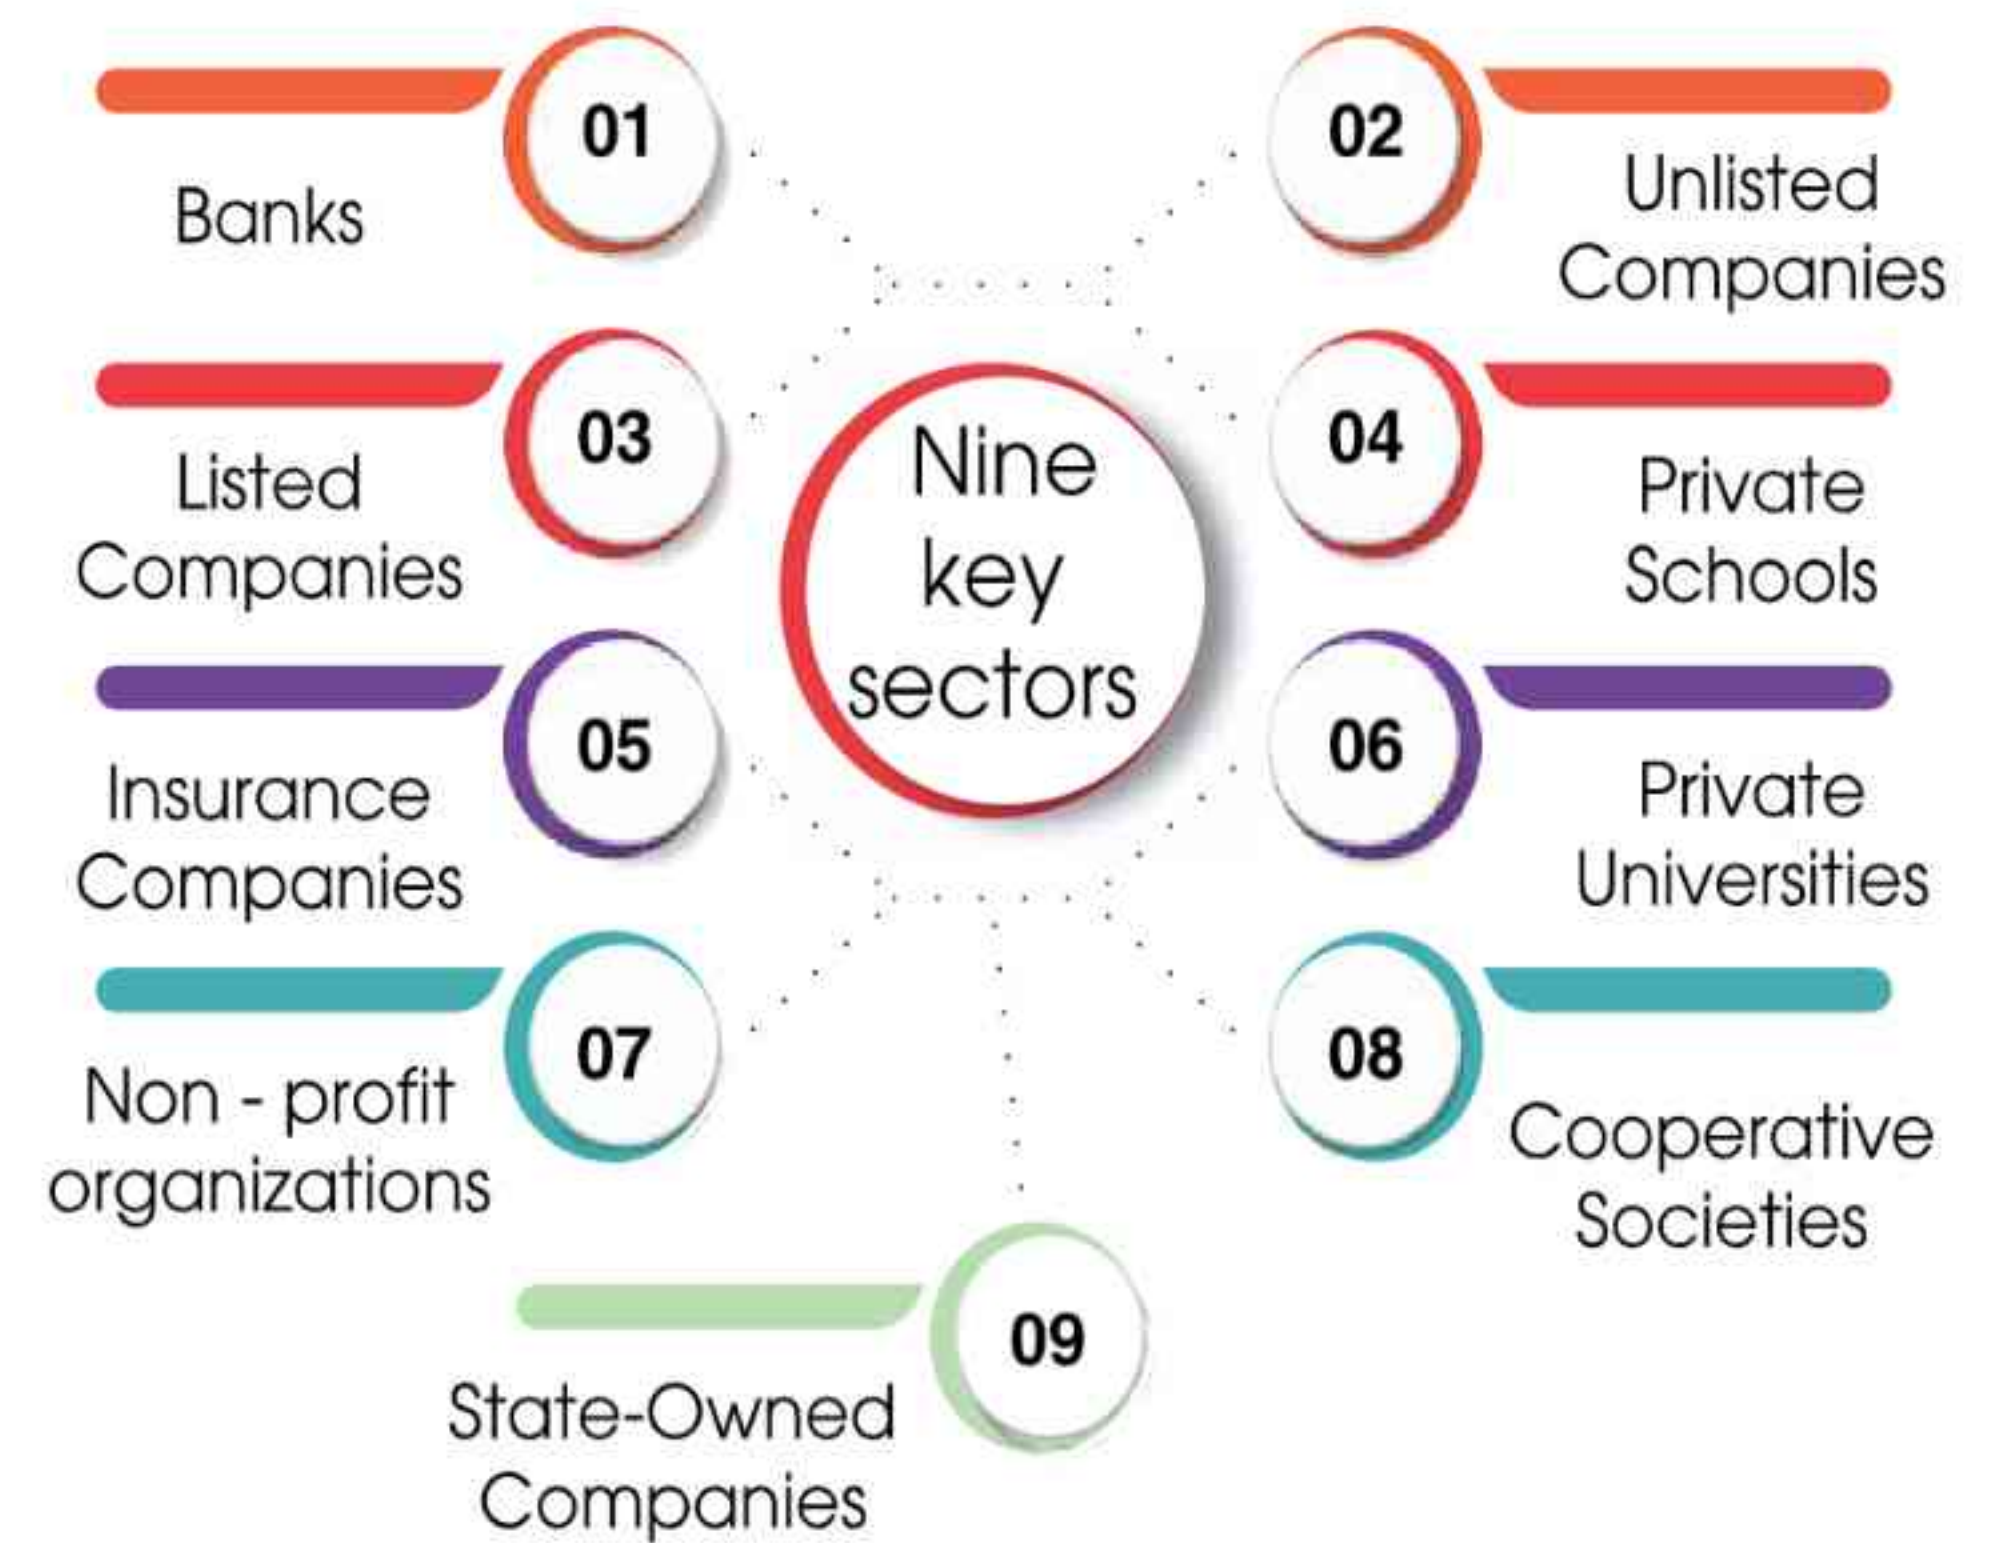 01
Banks
02
Unlisted
Companies
03
Listed
Companies
04
Private
Schools
Nine
key
sectors
05
Insurance
Companies
06
Private
Universities
07
Non - profit
organizations
08
Cooperative
Societies
09
State-Owned
Companies